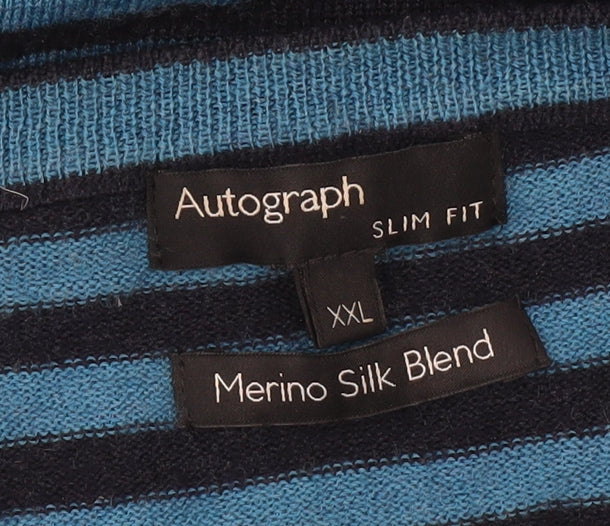 Autograph
SLIM FIT
XXL
Merino Silk Blend